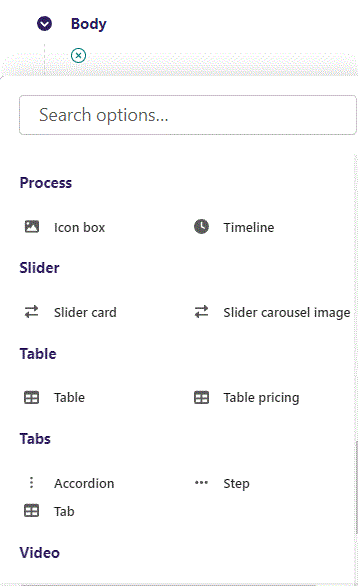 Body
Search options...
Process
Icon box
Timeline
Slider
Slider card
Slider carousel image
Table
Table
Table pricing
Tabs
Accordion
Step
Tab
Video